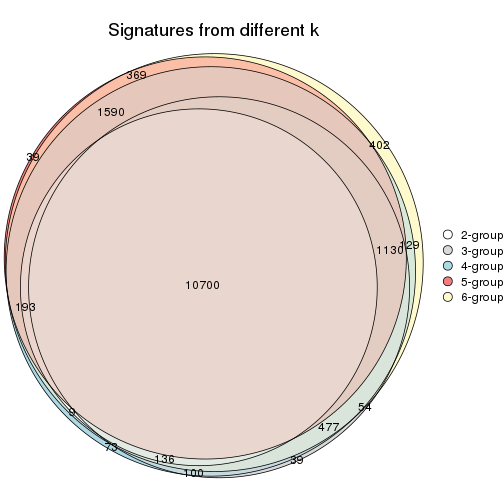 Signatures from different k
369
1590
402
39
1130
129
10700
193
9
54
477
73
136
39
100
2-group
3-group
4-group
5-group
6-group